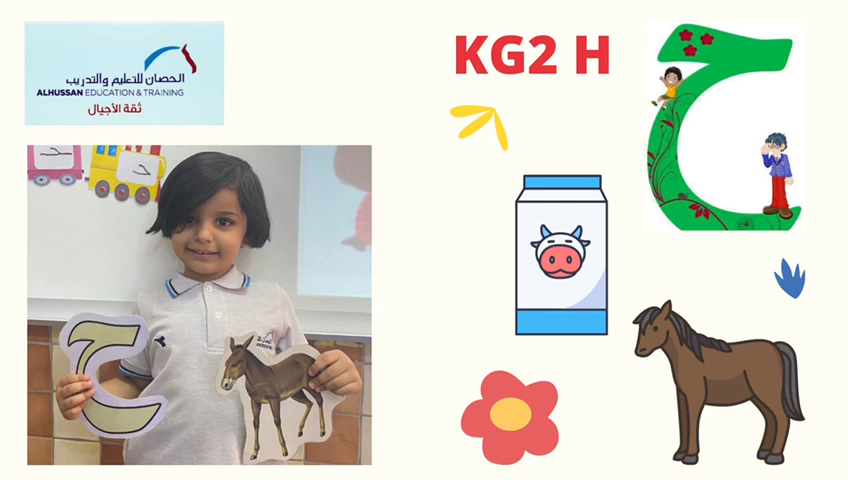 الحصان للتعليم والتدريب
ALHUSSAN EDUCATION & TRAINING
ثقة الأجيال
KG2 H
ح
ح